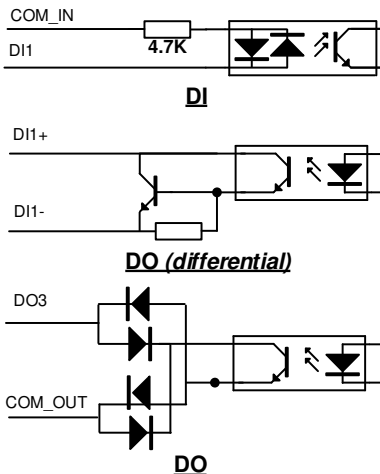 COM_IN
4.7K
DI1
DI
DI1+
DI1-
DO (differential)
DO3
COM_OUT
DO